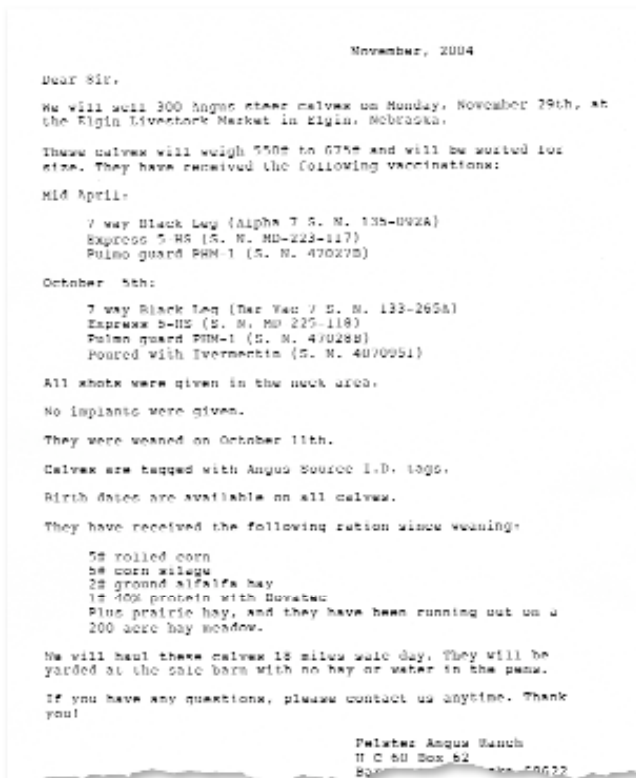 November, 2004
Dear Sir,
We will sell 300 Angus steer calves on Monday, November 29th, at
the Elgin Livestock Market in Elgin, Nebraska.
These calves will weigh 550# to 675# and will be sorted for
size. They have received the following vaccinations:
Mid April:
7 way Black Leg (Alpha 7 S. N. 135-092A)
Express 5-HS (S. N. MD-223-117)
Pulmo guard PHM-1 (S. N. 47027B)
October 5th:
7 way Black Leg (Bar Vac 7 S. N. 133-265A)
Express 5-HS (S. N. MD 225-118)
Pulmo guard PHM-1 (S. N. 47028B)
Poured with Ivermectin (S. N. 4070951)
All shots were given in the neck area.
No implants were given.
They were weaned on October 11th.
Calves are tagged with Angus Source I.D. tags.
Birth dates are available on all calves.
They have received the following ration since weaning:
5# rolled corn
5# corn silage
2# ground alfalfa hay
1# 40% protein with Bovatec
Plus prairie hay, and they have been running out on a
200 acre hay meadow.
We will haul these calves 18 miles sale day. They will be
yarded at the sale barn with no hay or water in the pens.
If you have any questions, please contact us anytime. Thank
you!
Pelster Angus Ranch
H C 60 Box 62